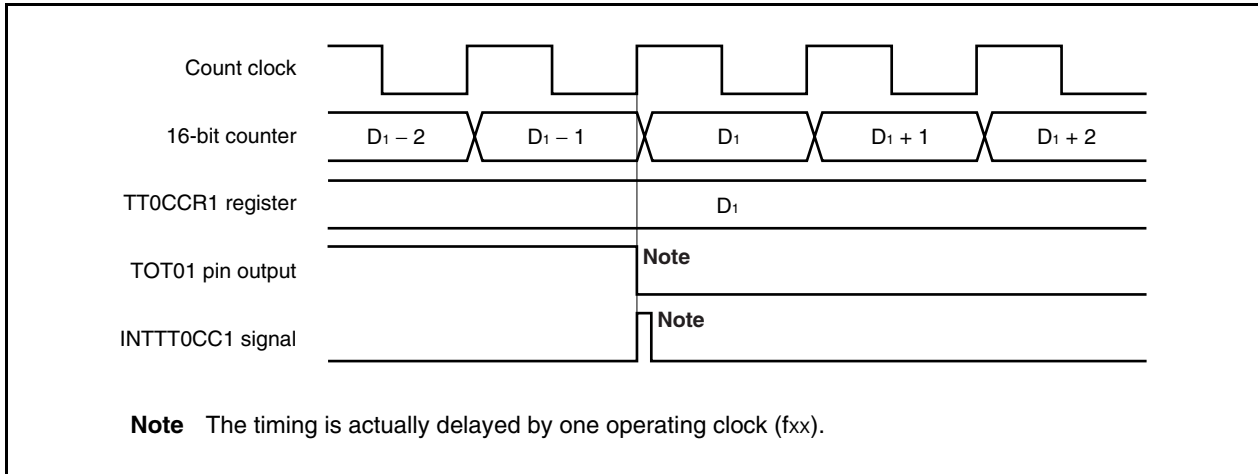 Count clock
16-bit counter D₁ − 2 D₁ − 1 D₁ D₁ + 1 D₁ + 2
TT0CCR1 register D₁
TOT01 pin output Note
INTTT0CC1 signal Note
Note The timing is actually delayed by one operating clock (fxx).